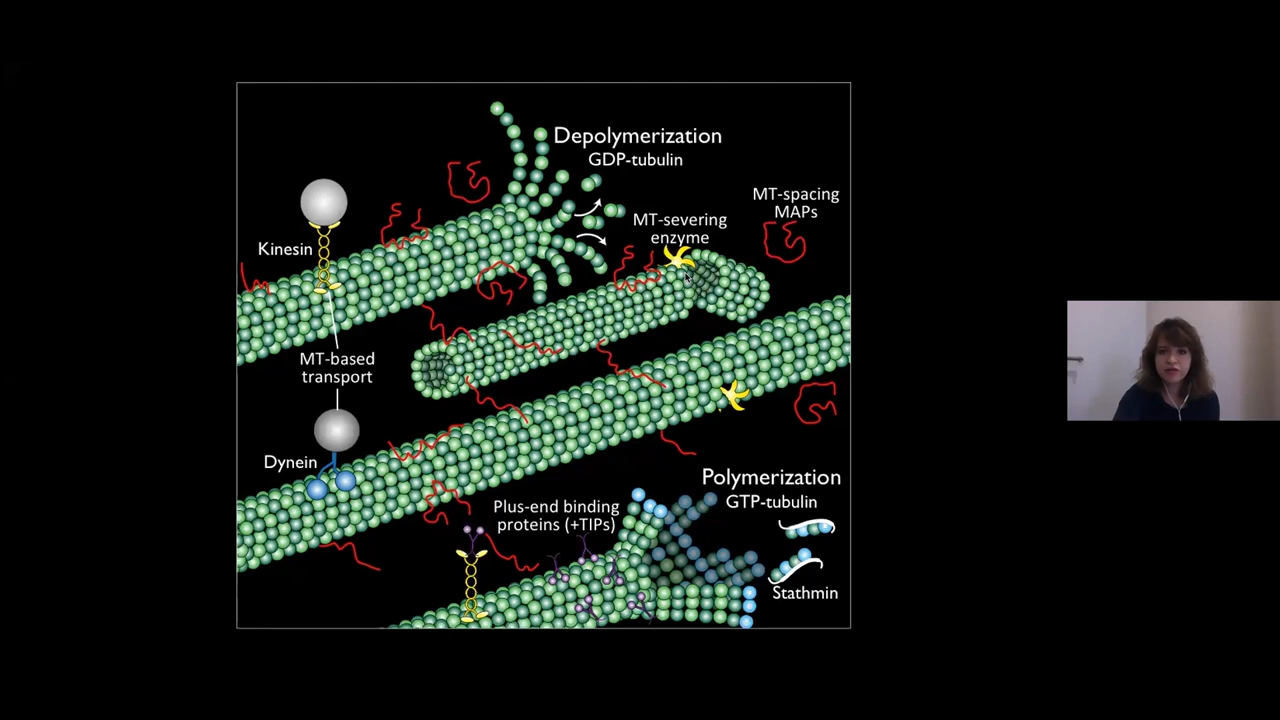 Depolymerization
GDP-tubulin
MT-spacing
MAPs
MT-severing
enzyme
Kinesin
MT-based
transport
Dynein
Polymerization
GTP-tubulin
Plus-end binding
proteins (+TIPs)
Stathmin